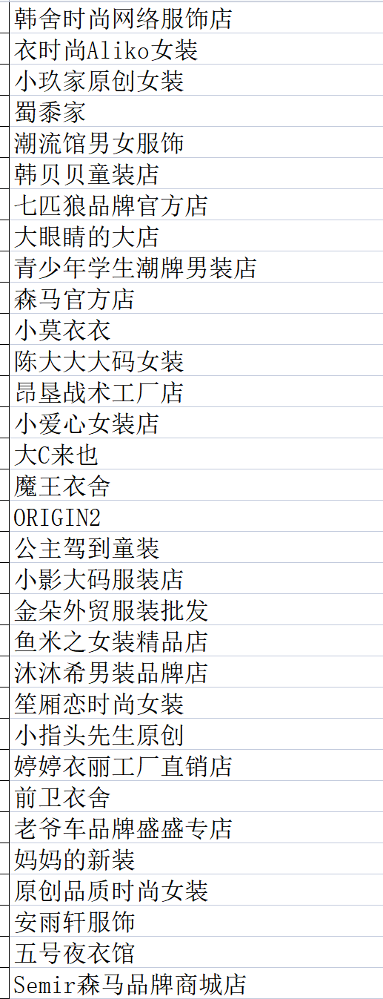 韩舍时尚网络服饰店
衣时尚Aliko女装
小玖家原创女装
蜀黍家
潮流馆男女服饰
韩贝贝童装店
七匹狼品牌官方店
大眼睛的大店
青少年学生潮牌男装店
森马官方店
小莫衣衣
陈大大大码女装
昂垦战术工厂店
小爱心女装店
大C来也
魔王衣舍
ORIGIN2
公主驾到童装
小影大码服装店
金朵外贸服装批发
鱼米之女装精品店
沐沐希男装品牌店
笙厢恋时尚女装
小指头先生原创
婷婷衣丽工厂直销店
前卫衣舍
老爷车品牌盛盛专店
妈妈的新装
原创品质时尚女装
安雨轩服饰
五号夜衣馆
Semir森马品牌商城店